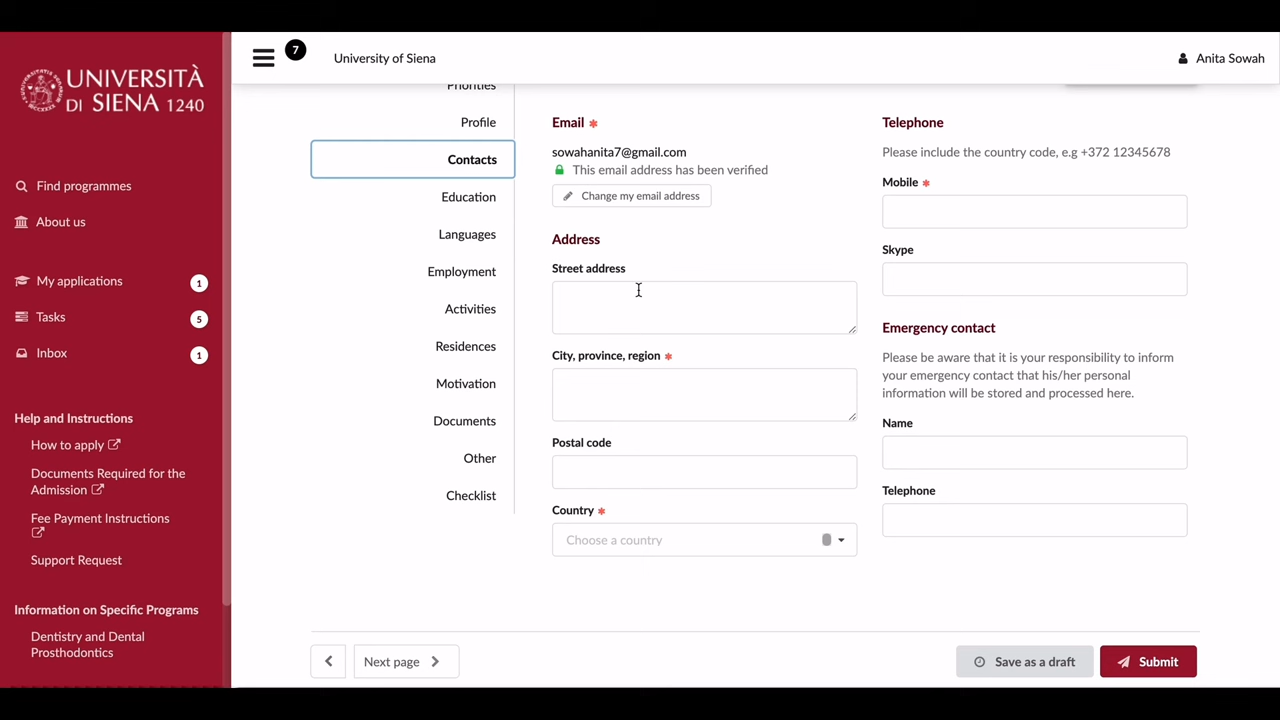 UNIVERSITÀ
DI SIENA 1240
7
University of Siena
Anita Sowah
Find programmes
About us
My applications
1
Tasks
5
Inbox
1
Help and Instructions
How to apply
Documents Required for the
Admission
Fee Payment Instructions
Support Request
Information on Specific Programs
Dentistry and Dental
Prosthodontics
Priorities
Profile
Contacts
Education
Languages
Employment
Activities
Residences
Motivation
Documents
Other
Checklist
Email *
sowahanita7@gmail.com
This email address has been verified
Change my email address
Address
Street address
City, province, region *
Postal code
Country *
Choose a country
Telephone
Please include the country code, e.g +372 12345678
Mobile *
Skype
Emergency contact
Please be aware that it is your responsibility to inform
your emergency contact that his/her personal
information will be stored and processed here.
Name
Telephone
Next page
Save as a draft
Submit